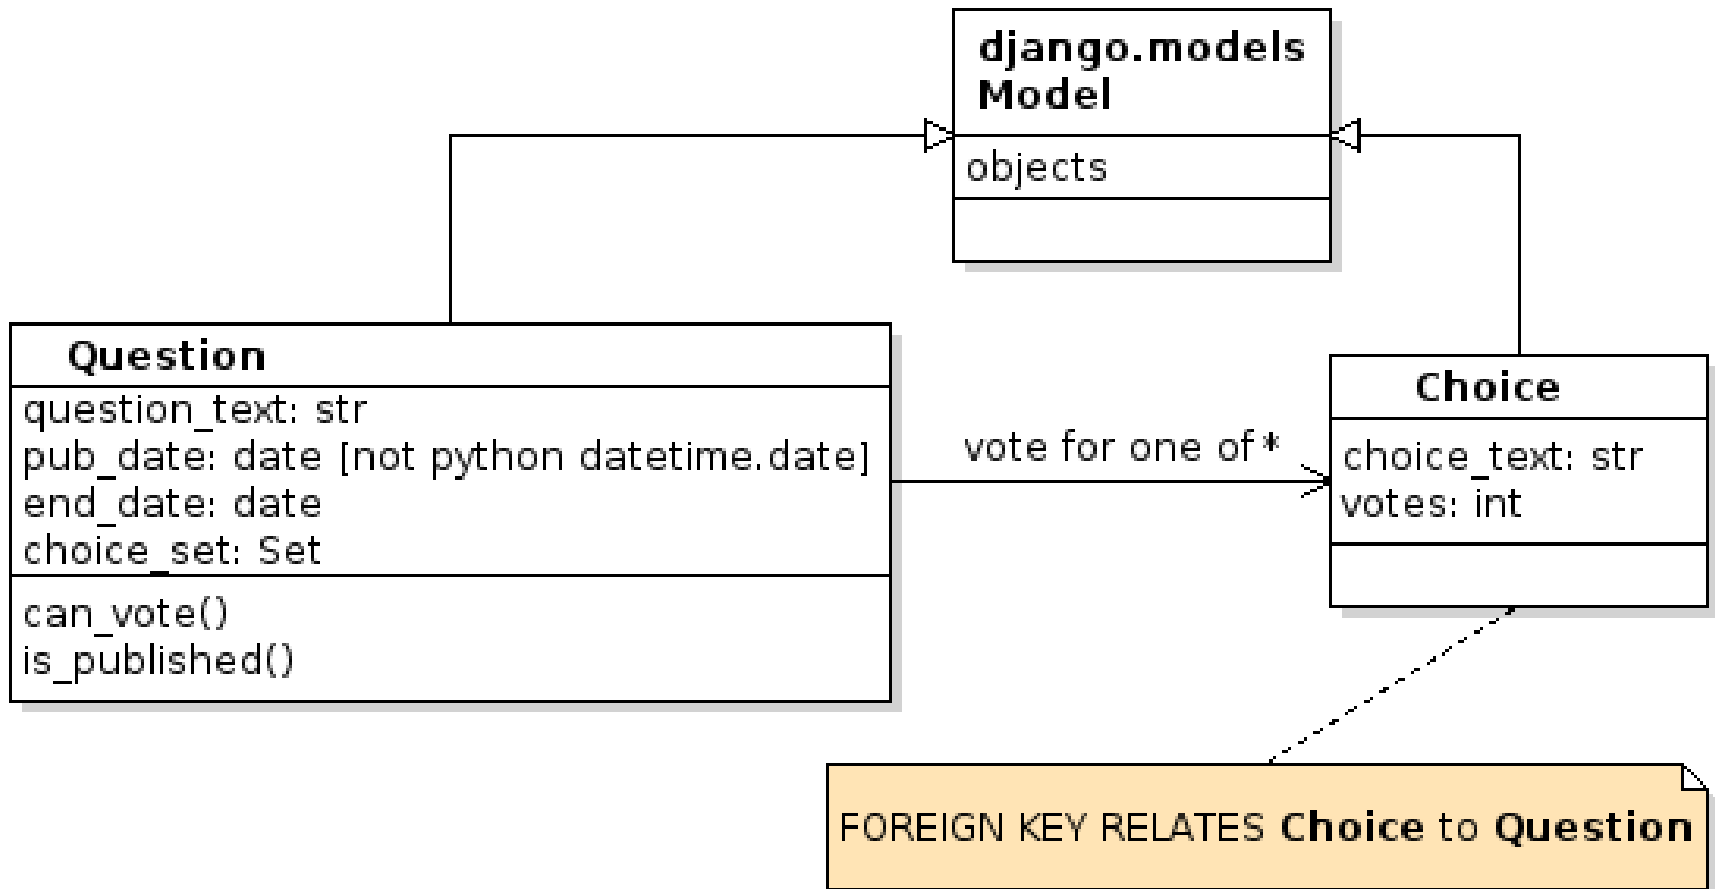 django.models
Model
objects
Question
question_text: str
pub_date: date [not python datetime.date]
end_date: date
choice_set: Set
can_vote()
is_published()
vote for one of *
Choice
choice_text: str
votes: int
FOREIGN KEY RELATES Choice to Question